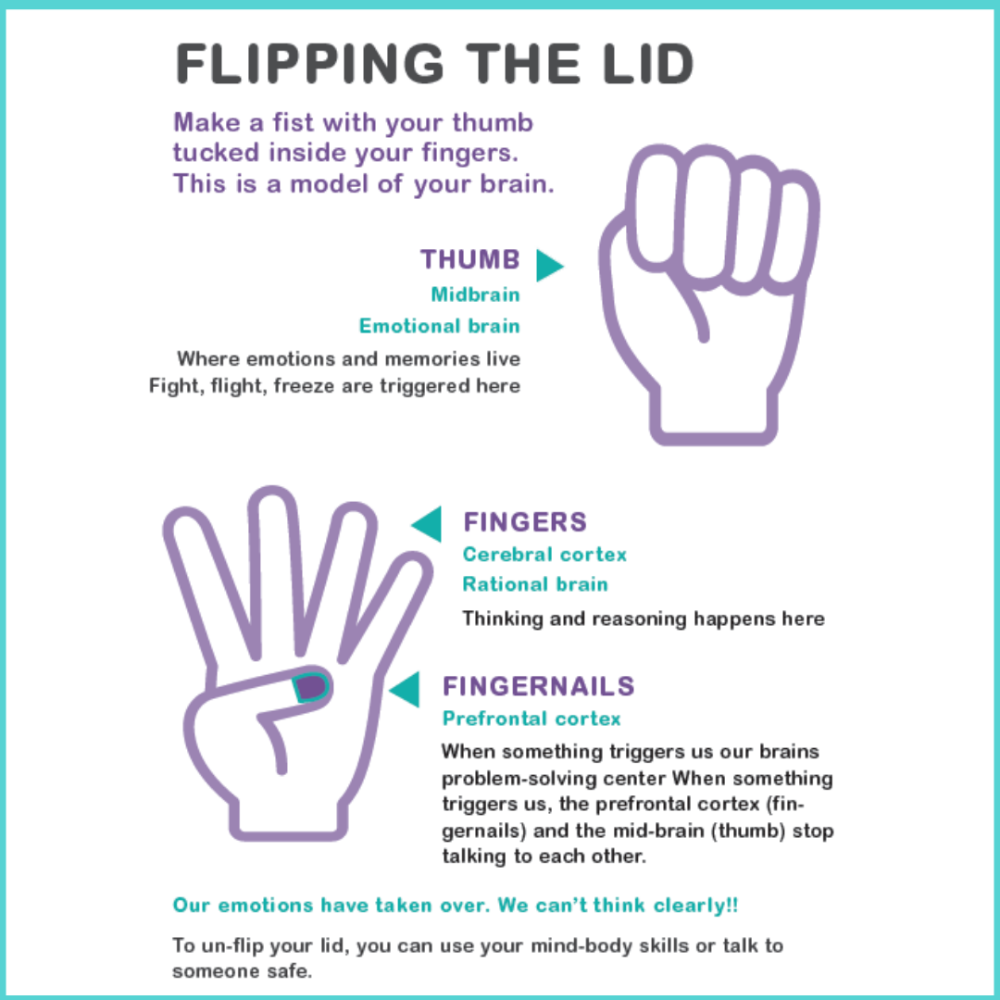 FLIPPING THE LID
Make a fist with your thumb
tucked inside your fingers.
This is a model of your brain.
THUMB
Midbrain
Emotional brain
Where emotions and memories live
Fight, flight, freeze are triggered here
FINGERS
Cerebral cortex
Rational brain
Thinking and reasoning happens here
FINGERNAILS
Prefrontal cortex
When something triggers us our brains
problem-solving center When something
triggers us, the prefrontal cortex (fin-
gernails) and the mid-brain (thumb) stop
talking to each other.
Our emotions have taken over. We can't think clearly!!
To un-flip your lid, you can use your mind-body skills or talk to
someone safe.